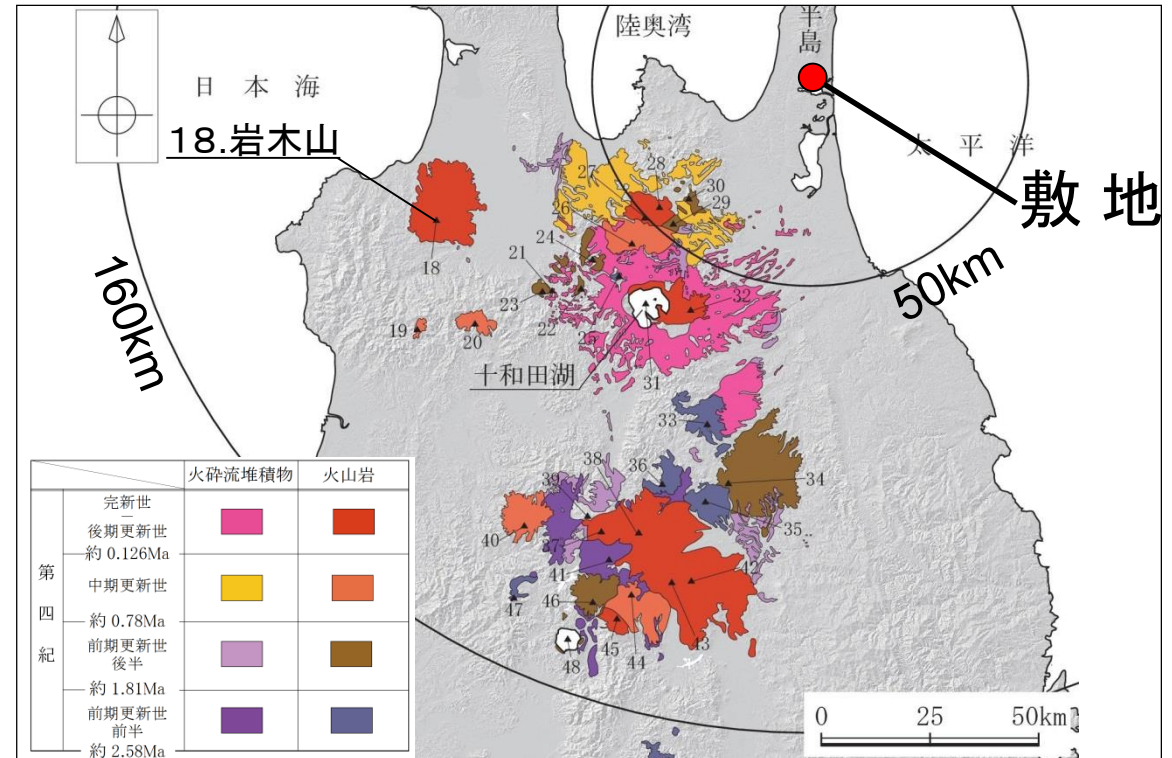 陸奥湾
半島
日本海
18.岩木山
太平洋
敷地
160km
50km
27
28
30
29
26
24
21
18
23
22
25
32
19
20
十和田湖
31
33
39
38
36
34
35
40
37
41
42
47
46
45
44
43
48
火砕流堆積物
火山岩
第四紀
完新世
|
後期更新世
約 0.126Ma
中期更新世
約 0.78Ma
前期更新世
後半
約 1.81Ma
前期更新世
前半
約 2.58Ma
0 25 50km